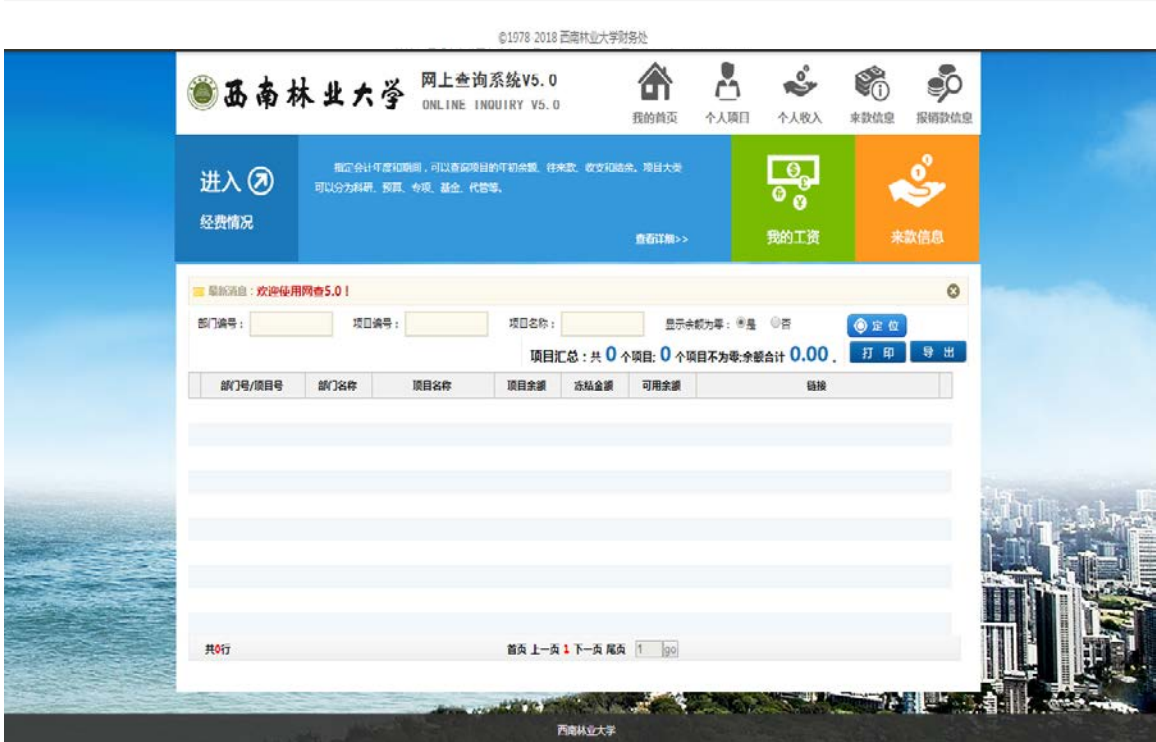 ©1978-2018 西南林业大学财务处
西南林业大学
网上查询系统V5.0
ONLINE INQUIRY V5.0
我的首页 个人项目 个人收入 来款信息 报销款信息
进入
经费情况
指定会计年度和期间，可以查询项目的年初余额、往来款、收支和结余。项目大类
可以分为科研、预算、专项、基金、代管等。
查看详细>>
我的工资
来款信息
最新消息：欢迎使用网查5.0！
部门编号： 项目编号： 项目名称： 显示余额为零： 是 否 定 位
项目汇总：共 0 个项目; 0 个项目不为零;余额合计 0.00 。 打 印 导 出
部门号/项目号 部门名称 项目名称 项目余额 冻结金额 可用余额 链接
共0行 首页 上一页 1 下一页 尾页 1 go
西南林业大学